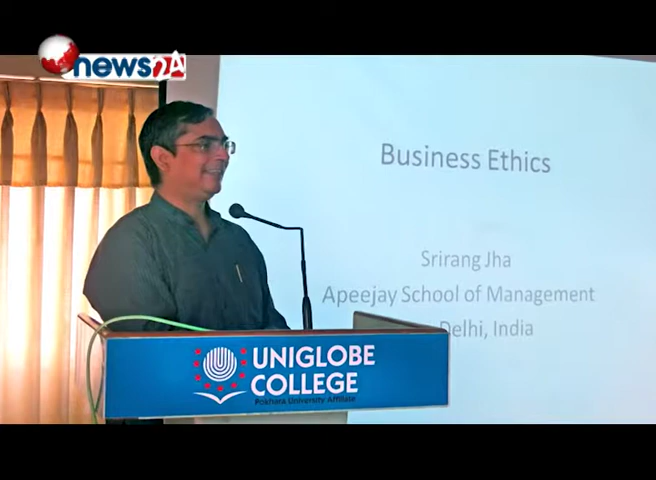 news24
Business Ethics
Srirang Jha
Apeejay School of Management
Delhi, India
UNIGLOBE
COLLEGE
Pokhara University Affiliate